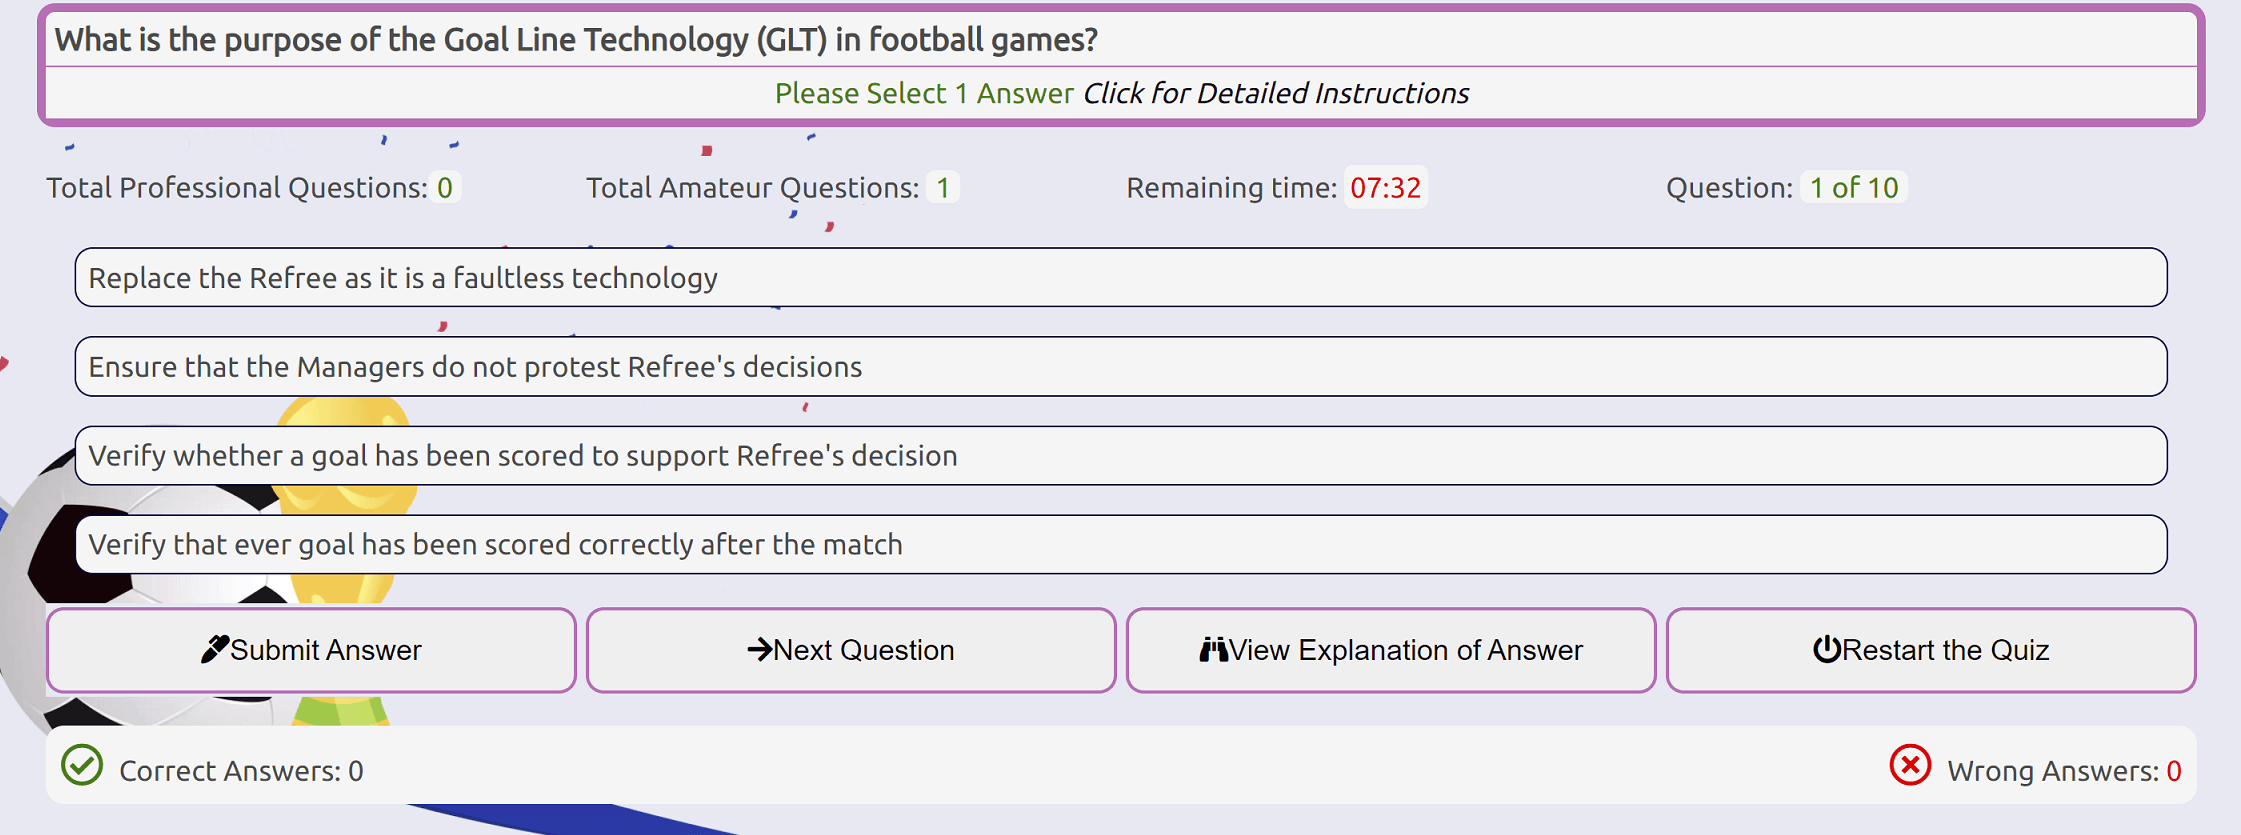 What is the purpose of the Goal Line Technology (GLT) in football games?
Please Select 1 Answer Click for Detailed Instructions
Total Professional Questions: 0 Total Amateur Questions: 1 Remaining time: 07:32 Question: 1 of 10
Replace the Refree as it is a faultless technology
Ensure that the Managers do not protest Refree's decisions
Verify whether a goal has been scored to support Refree's decision
Verify that ever goal has been scored correctly after the match
Submit Answer Next Question View Explanation of Answer Restart the Quiz
Correct Answers: 0 Wrong Answers: 0